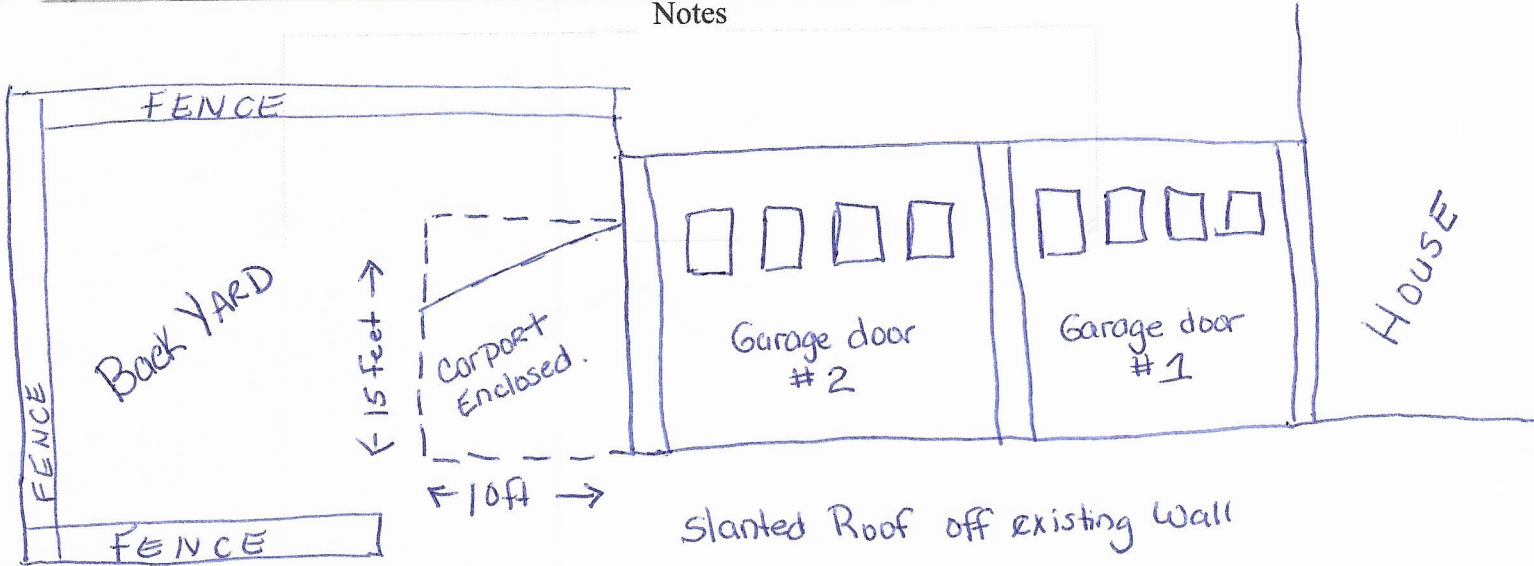 Notes
FENCE
Back YARD
FENCE
FENCE
← 15 feet →
Carport
Enclosed.
← 10ft →
Garage door
# 2
Garage door
# 1
HOUSE
Slanted Roof off existing Wall